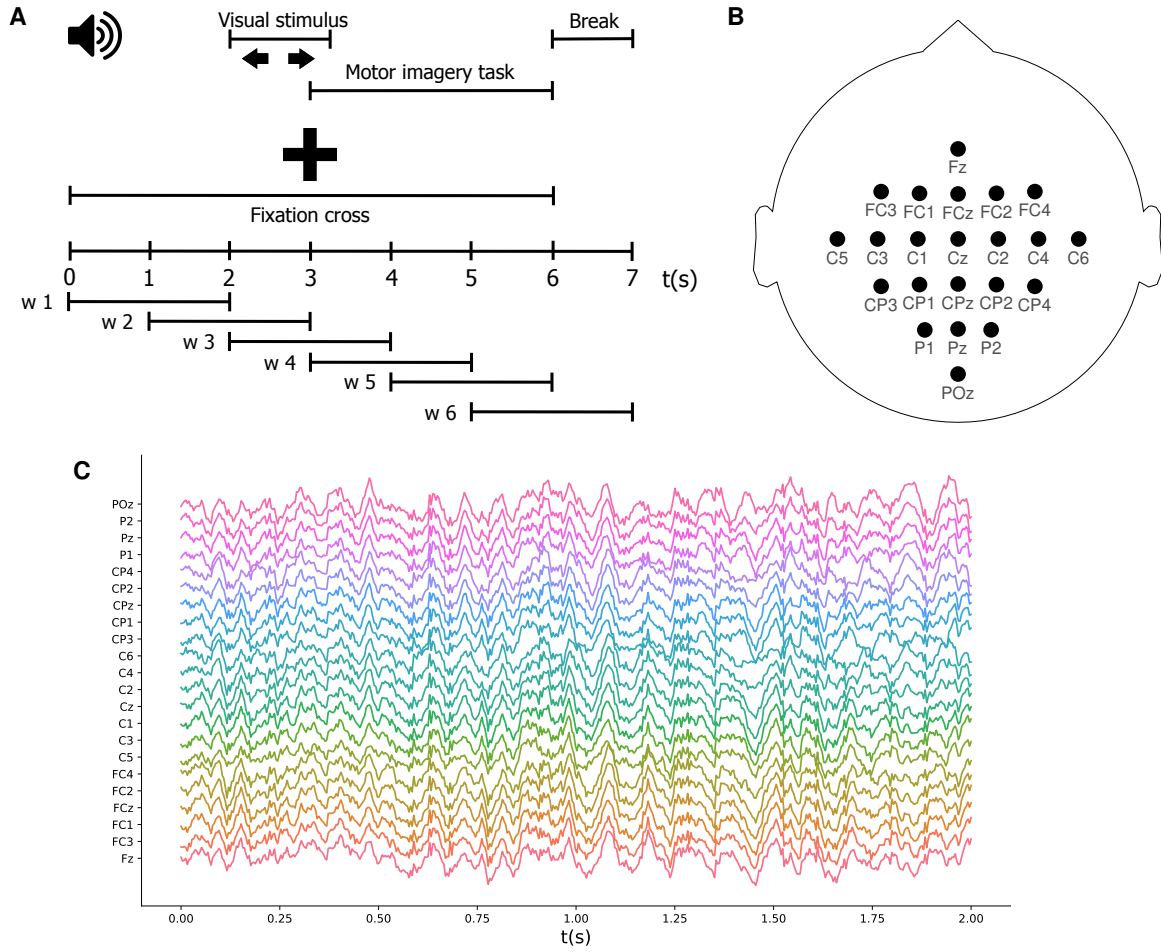 A
Visual stimulus
Break
Motor imagery task
Fixation cross
0 1 2 3 4 5 6 7 t(s)
w 1
w 2
w 3
w 4
w 5
w 6
B
Fz
FC3 FC1 FCz FC2 FC4
C5 C3 C1 Cz C2 C4 C6
CP3 CP1 CPz CP2 CP4
P1 Pz P2
POz
C
POz
P2
Pz
P1
CP4
CP2
CPz
CP1
CP3
C6
C4
C2
Cz
C1
C3
C5
FC4
FC2
FCz
FC1
FC3
Fz
0.00 0.25 0.50 0.75 1.00 1.25 1.50 1.75 2.00
t(s)